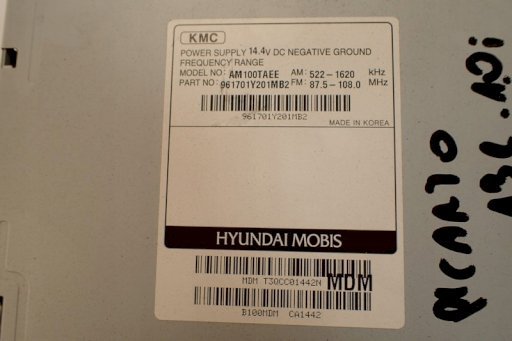 KMC
POWER SUPPLY 14.4V DC NEGATIVE GROUND
FREQUENCY RANGE
MODEL NO: AM100TAEE AM: 522-1620 kHz
PART NO: 961701Y201MB2 FM: 87.5-108.0 MHz
961701Y201MB2
MADE IN KOREA
HYUNDAI MOBIS
MDM T30CC01442N MDM
B100MDM CA1442
PICANTO